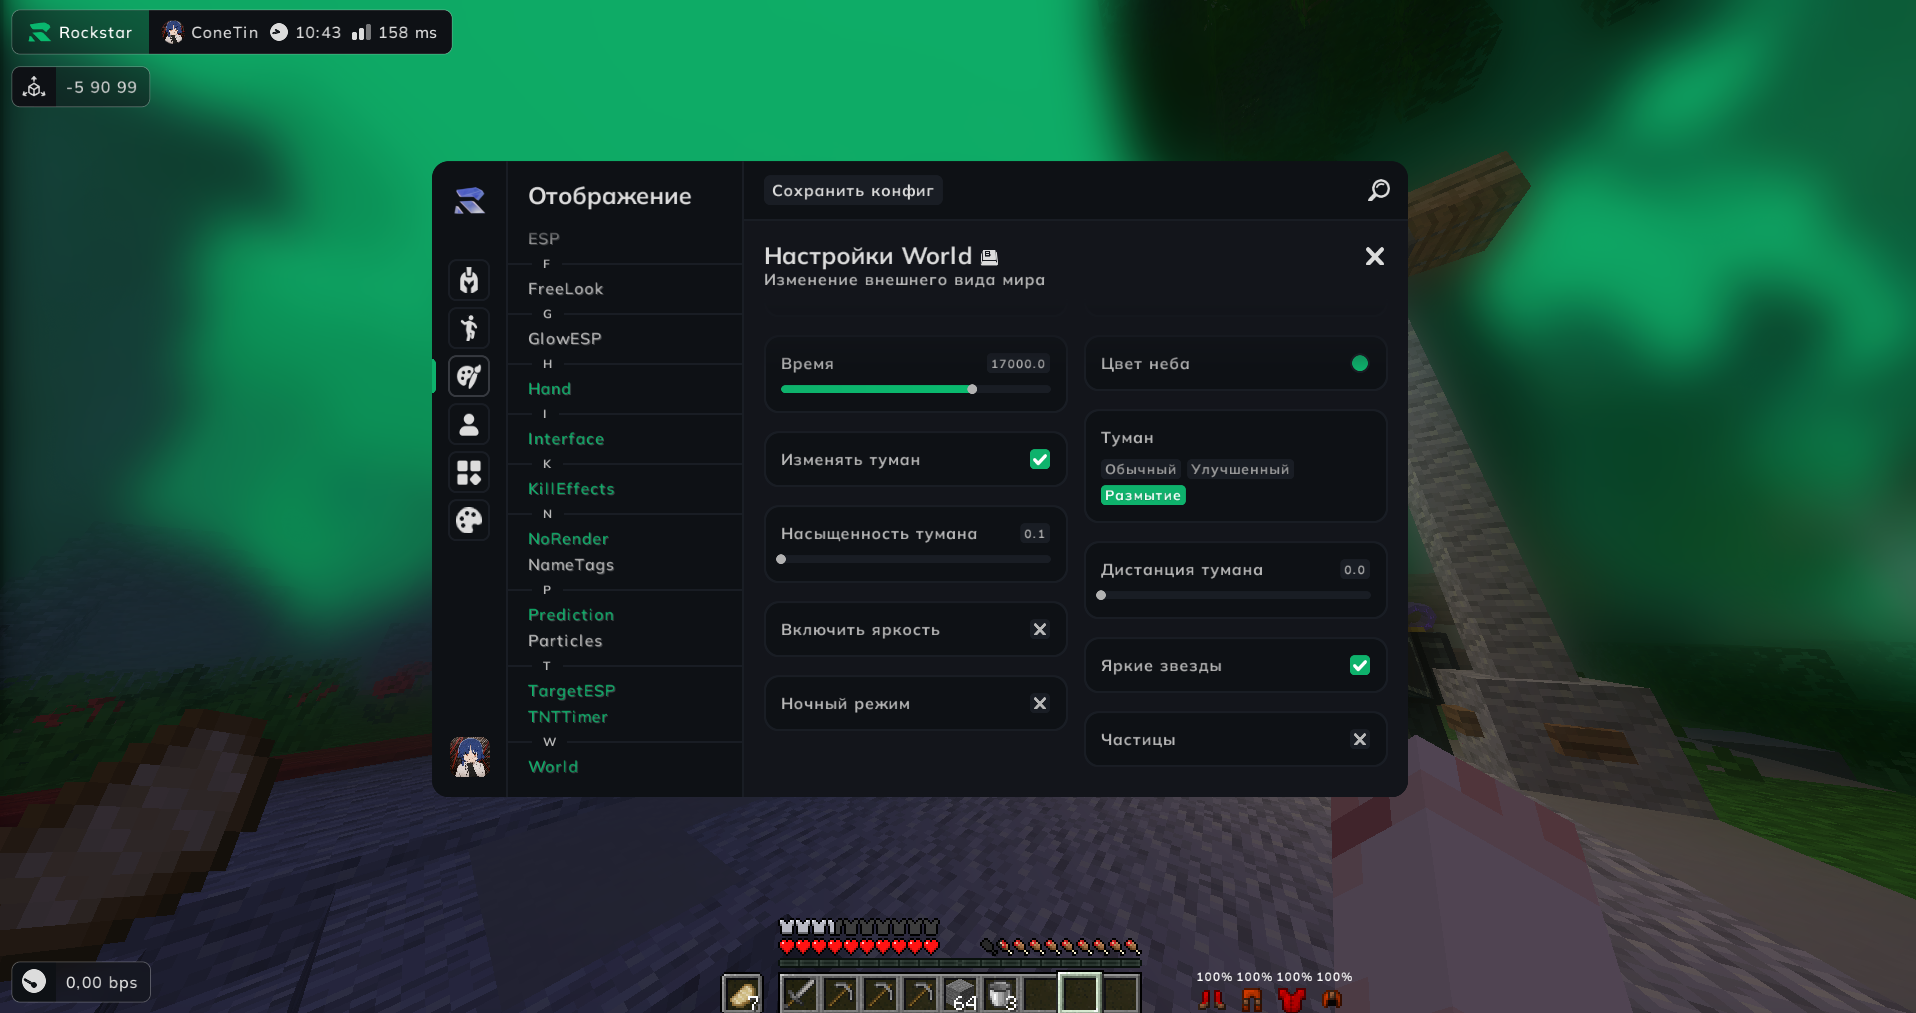 Rockstar
ConeTin 10:43 158 ms
-5 90 99
Отображение
ESP
F
FreeLook
G
GlowESP
H
Hand
I
Interface
K
KillEffects
N
NoRender
NameTags
P
Prediction
Particles
T
TargetESP
TNTTimer
W
World
Сохранить конфиг
Настройки World
Изменение внешнего вида мира
Время 17000.0
Изменять туман
Насыщенность тумана 0.1
Включить яркость
Ночный режим
Цвет неба
Туман
Обычный Улучшенный
Размытие
Дистанция тумана 0.0
Яркие звезды
Частицы
0,00 bps
7
64
3
100% 100% 100% 100%